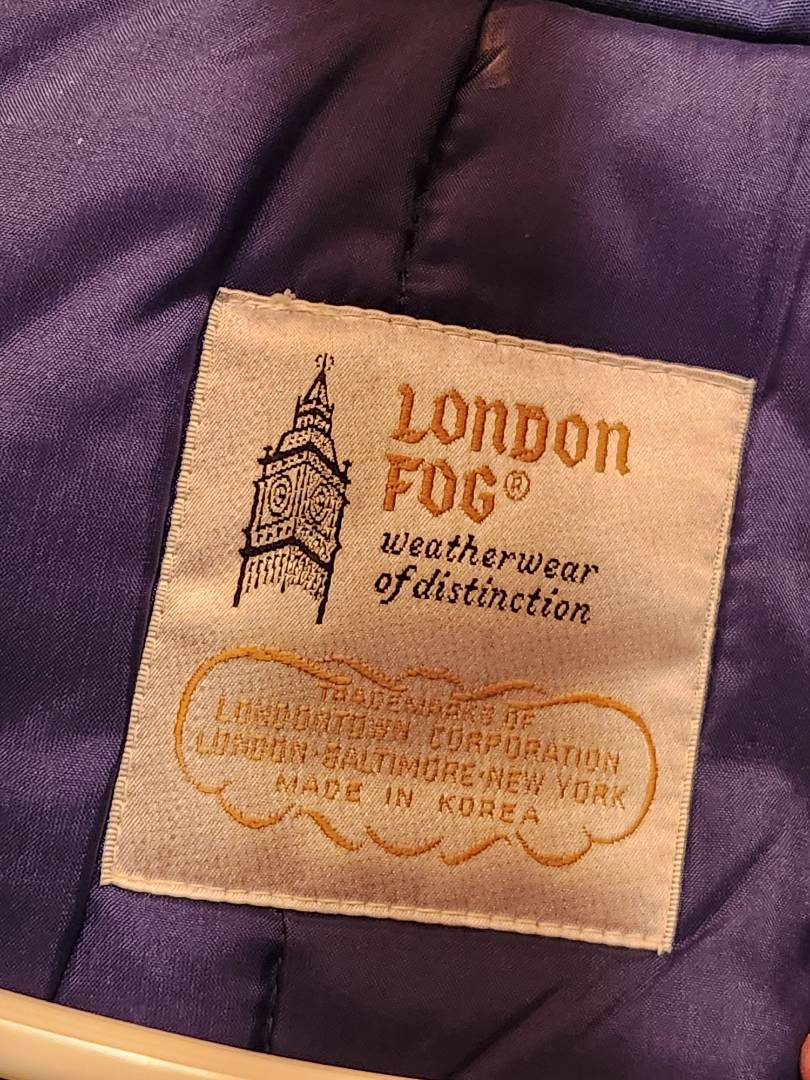 LONDON
FOG®
weatherwear
of distinction
TRADEMARKS OF
LONDONTOWN CORPORATION
LONDON·BALTIMORE·NEW YORK
MADE IN KOREA